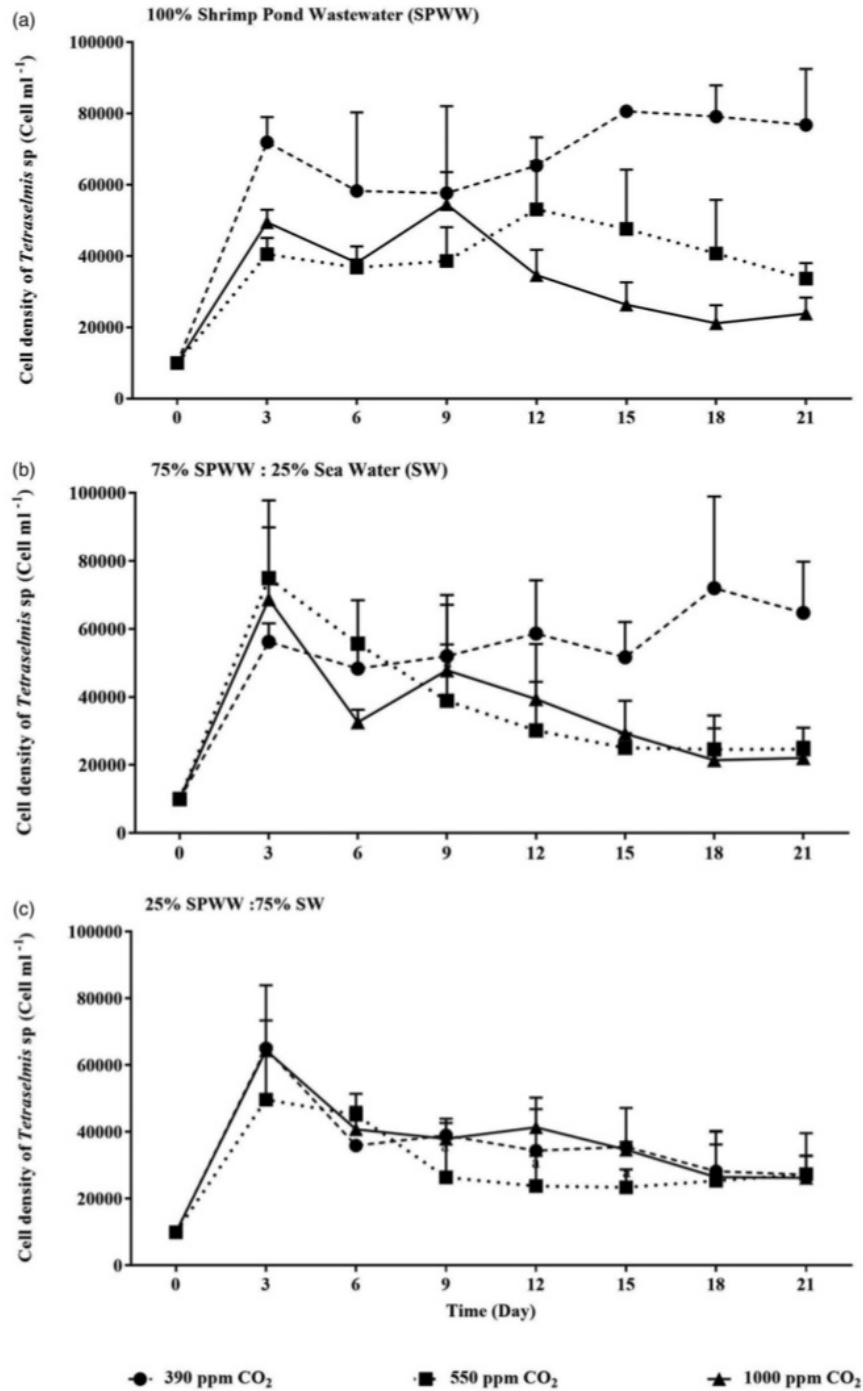 (a)
100% Shrimp Pond Wastewater (SPWW)
Cell density of Tetraselmis sp (Cell ml⁻¹)
100000
80000
60000
40000
20000
0
0 3 6 9 12 15 18 21
(b)
75% SPWW : 25% Sea Water (SW)
Cell density of Tetraselmis sp (Cell ml⁻¹)
100000
80000
60000
40000
20000
0
0 3 6 9 12 15 18 21
(c)
25% SPWW :75% SW
Cell density of Tetraselmis sp (Cell ml⁻¹)
100000
80000
60000
40000
20000
0
0 3 6 9 12 15 18 21
Time (Day)
390 ppm CO₂ 550 ppm CO₂ 1000 ppm CO₂